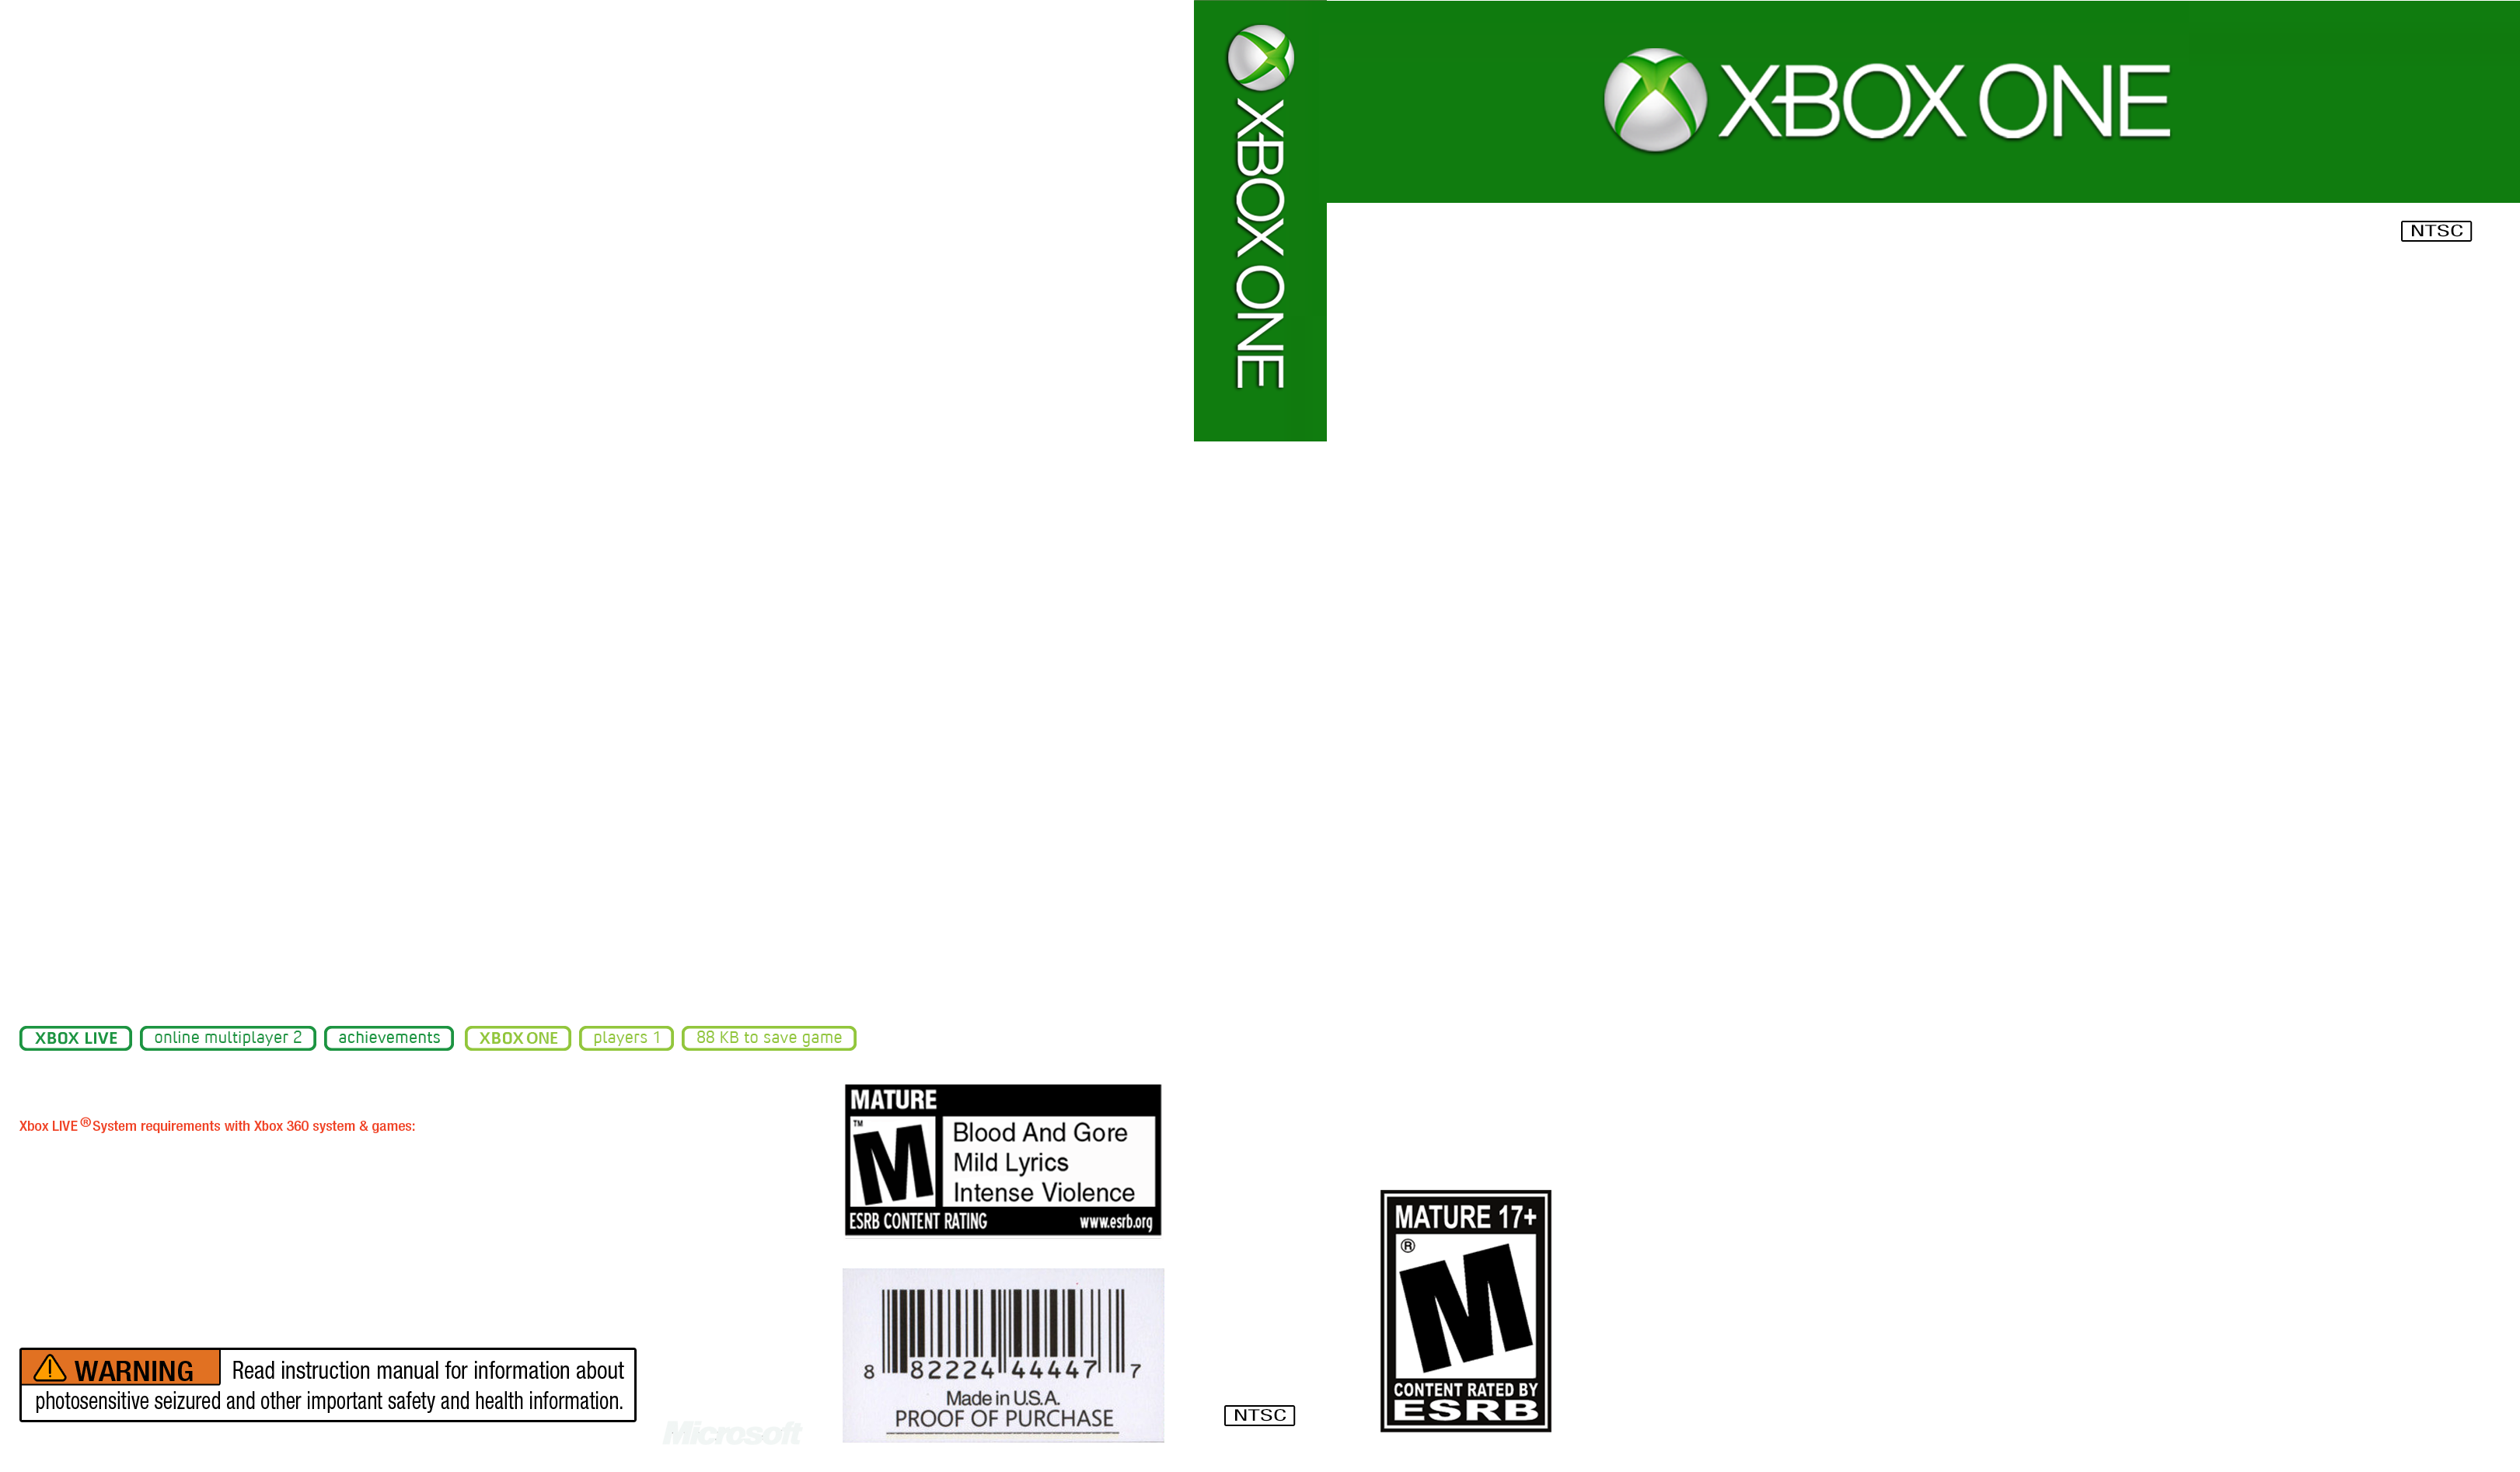 XBOX LIVE
online multiplayer 2
achievements
XBOX ONE
players 1
88 KB to save game
Xbox LIVE® System requirements with Xbox 360 system & games:
WARNING Read instruction manual for information about
photosensitive seizured and other important safety and health information.
Microsoft
MATURE
TM
M
Blood And Gore
Mild Lyrics
Intense Violence
ESRB CONTENT RATING www.esrb.org
8 82224 44447 7
Made in U.S.A.
PROOF OF PURCHASE
XBOX ONE
NTSC
XBOX ONE
NTSC
MATURE 17+
®
M
CONTENT RATED BY
ESRB